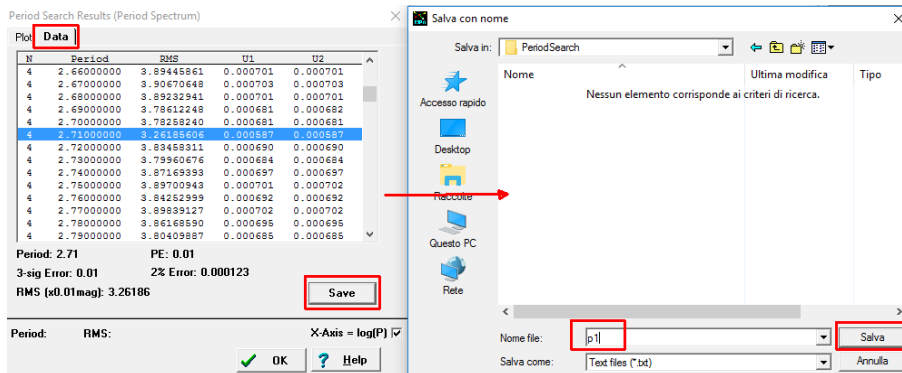 Period Search Results (Period Spectrum)
Plot Data
N Period RMS U1 U2
4 2.66000000 3.89445861 0.000701 0.000701
4 2.67000000 3.90670648 0.000703 0.000703
4 2.68000000 3.89232941 0.000701 0.000701
4 2.69000000 3.78612248 0.000681 0.000682
4 2.70000000 3.78258240 0.000681 0.000681
4 2.71000000 3.26185606 0.000587 0.000587
4 2.72000000 3.83458311 0.000690 0.000690
4 2.73000000 3.79960676 0.000684 0.000684
4 2.74000000 3.87169393 0.000697 0.000697
4 2.75000000 3.89700943 0.000701 0.000702
4 2.76000000 3.84252999 0.000692 0.000692
4 2.77000000 3.89839127 0.000702 0.000702
4 2.78000000 3.86168590 0.000695 0.000695
4 2.79000000 3.80409887 0.000685 0.000685
Period: 2.71 PE: 0.01
3-sig Error: 0.01 2% Error: 0.000123
RMS (x0.01mag): 3.26186
Save
Period: RMS: X-Axis = log(P)
OK Help
Salva con nome
Salva in: PeriodSearch
Nome Ultima modifica Tipo
Nessun elemento corrisponde ai criteri di ricerca.
Accesso rapido
Desktop
Raccolte
Questo PC
Rete
Nome file: p1 Salva
Salva come: Text files (*.txt) Annulla